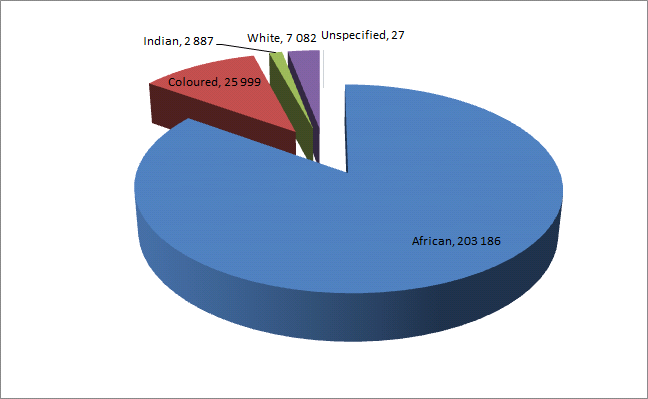 Unspecified, 27
White, 7 082
Indian, 2 887
Coloured, 25 999
African, 203 186